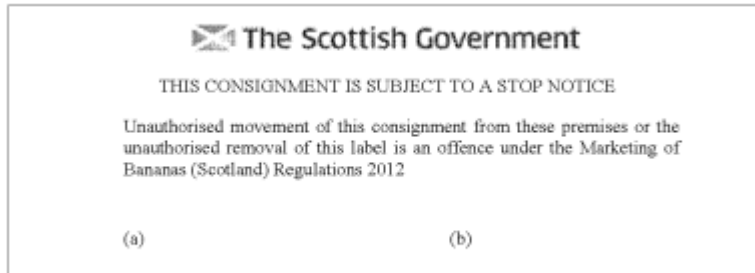 The Scottish Government
THIS CONSIGNMENT IS SUBJECT TO A STOP NOTICE
Unauthorised movement of this consignment from these premises or the
unauthorised removal of this label is an offence under the Marketing of
Bananas (Scotland) Regulations 2012
(a) (b)